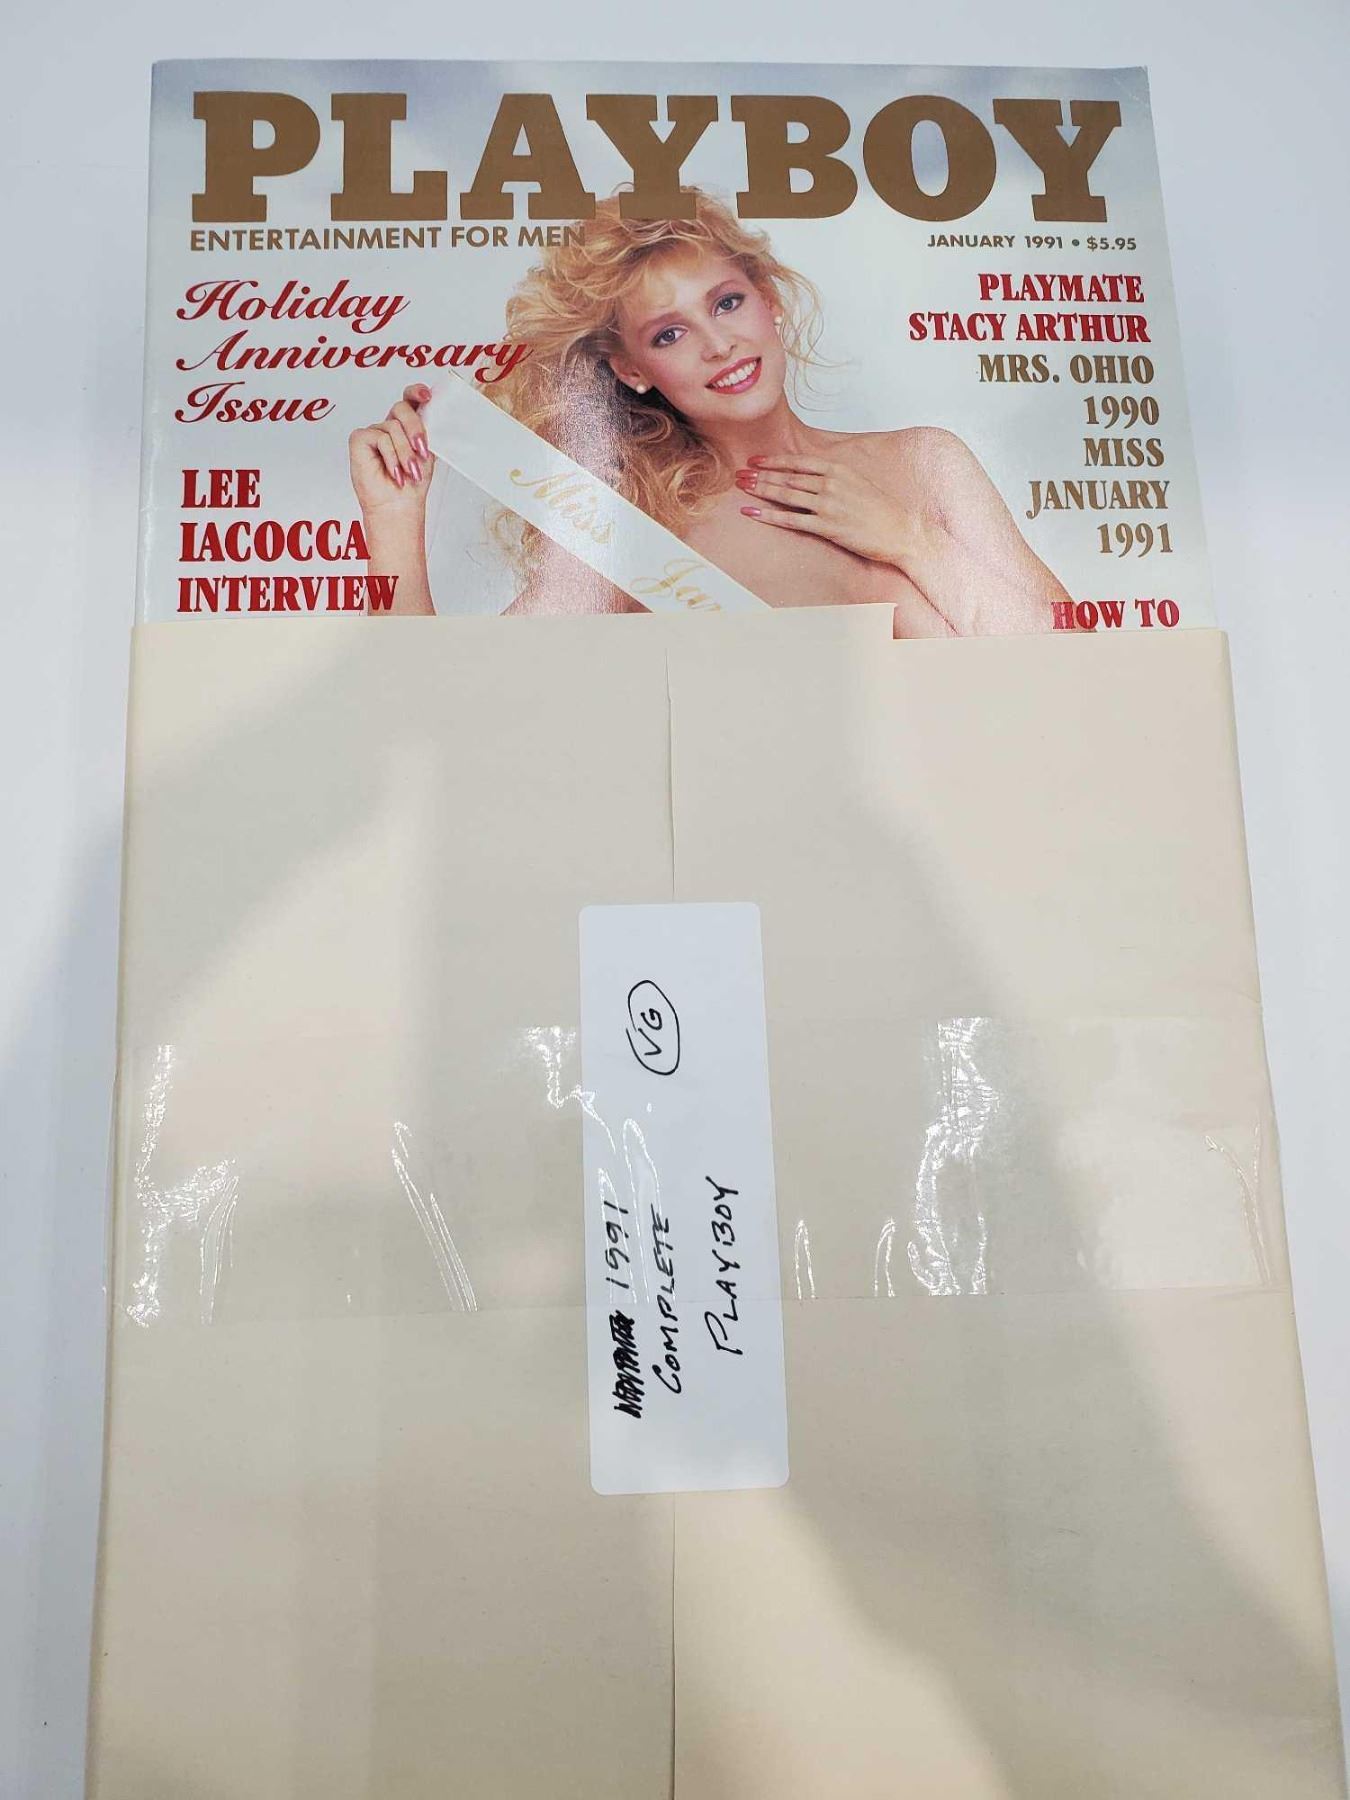 PLAYBOY
ENTERTAINMENT FOR MEN
JANUARY 1991 • $5.95
Holiday
Anniversary
Issue
LEE
IACOCCA
INTERVIEW
PLAYMATE
STACY ARTHUR
MRS. OHIO
1990
MISS
JANUARY
1991
HOW TO
Miss
Jan
VG
1991
COMPLETE
PLAYBOY